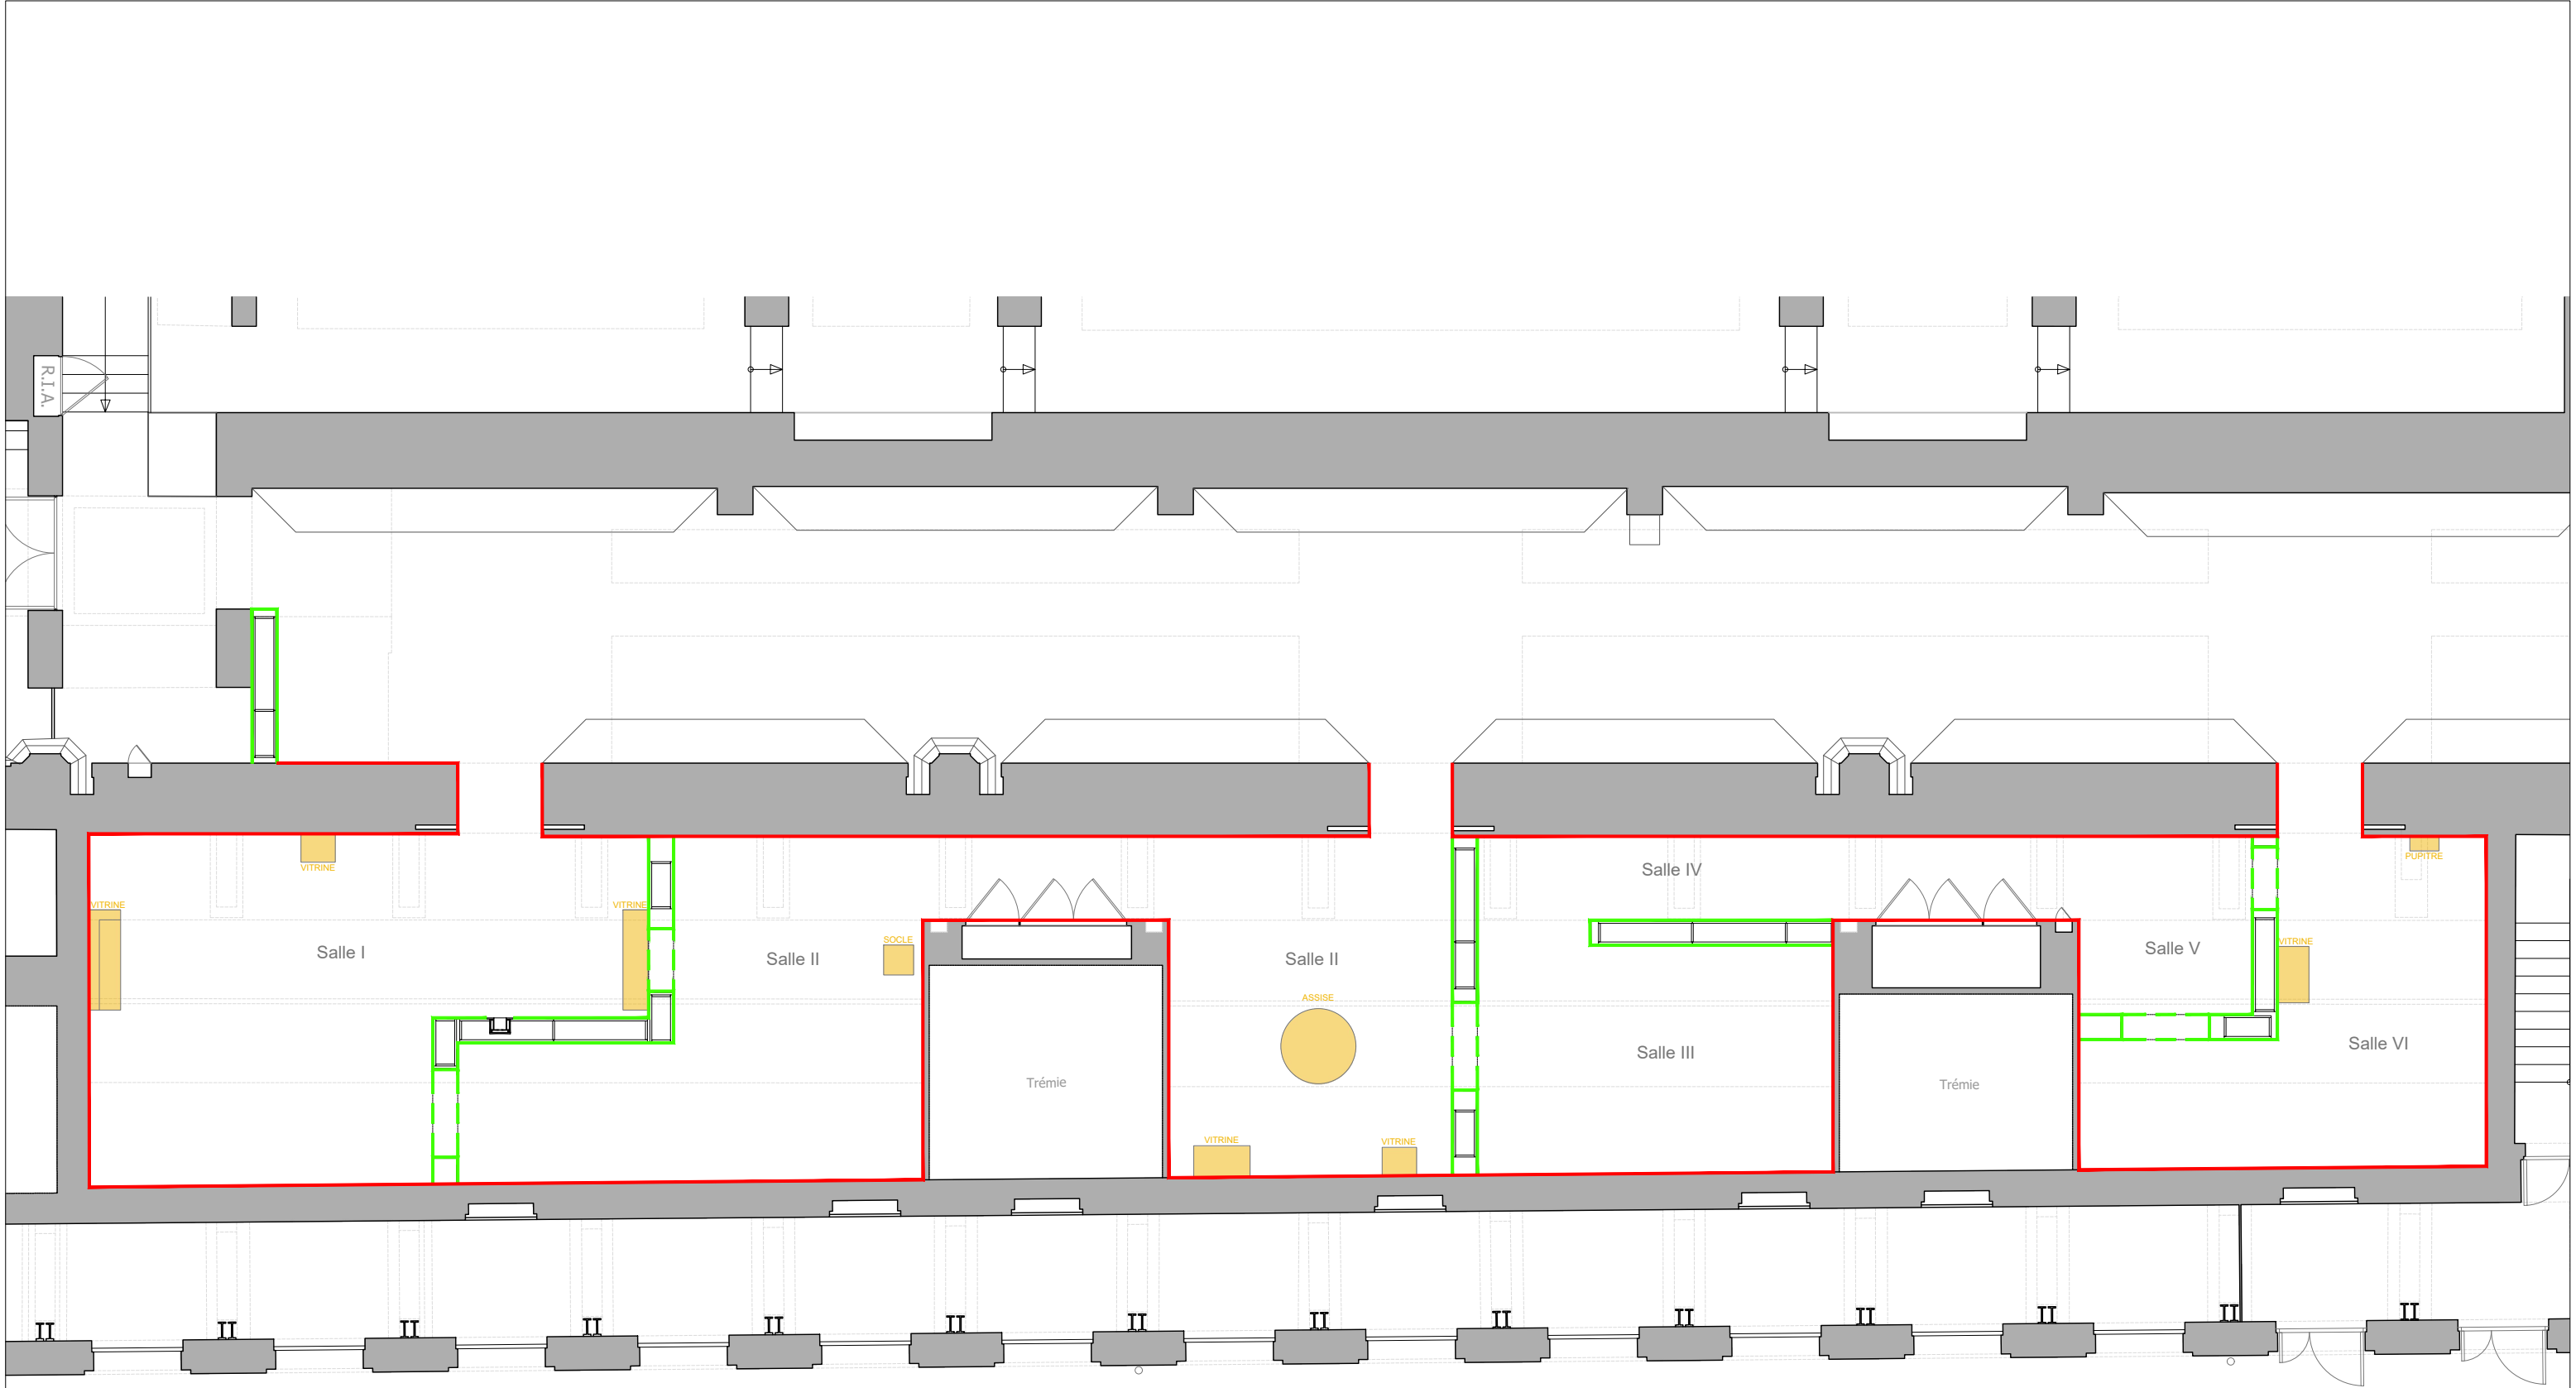 R.I.A.
VITRINE
PUPITRE
Salle IV
VITRINE
VITRINE
SOCLE
VITRINE
Salle I
Salle II
Salle II
Salle V
ASSISE
Salle III
Salle VI
Trémie
Trémie
VITRINE
VITRINE